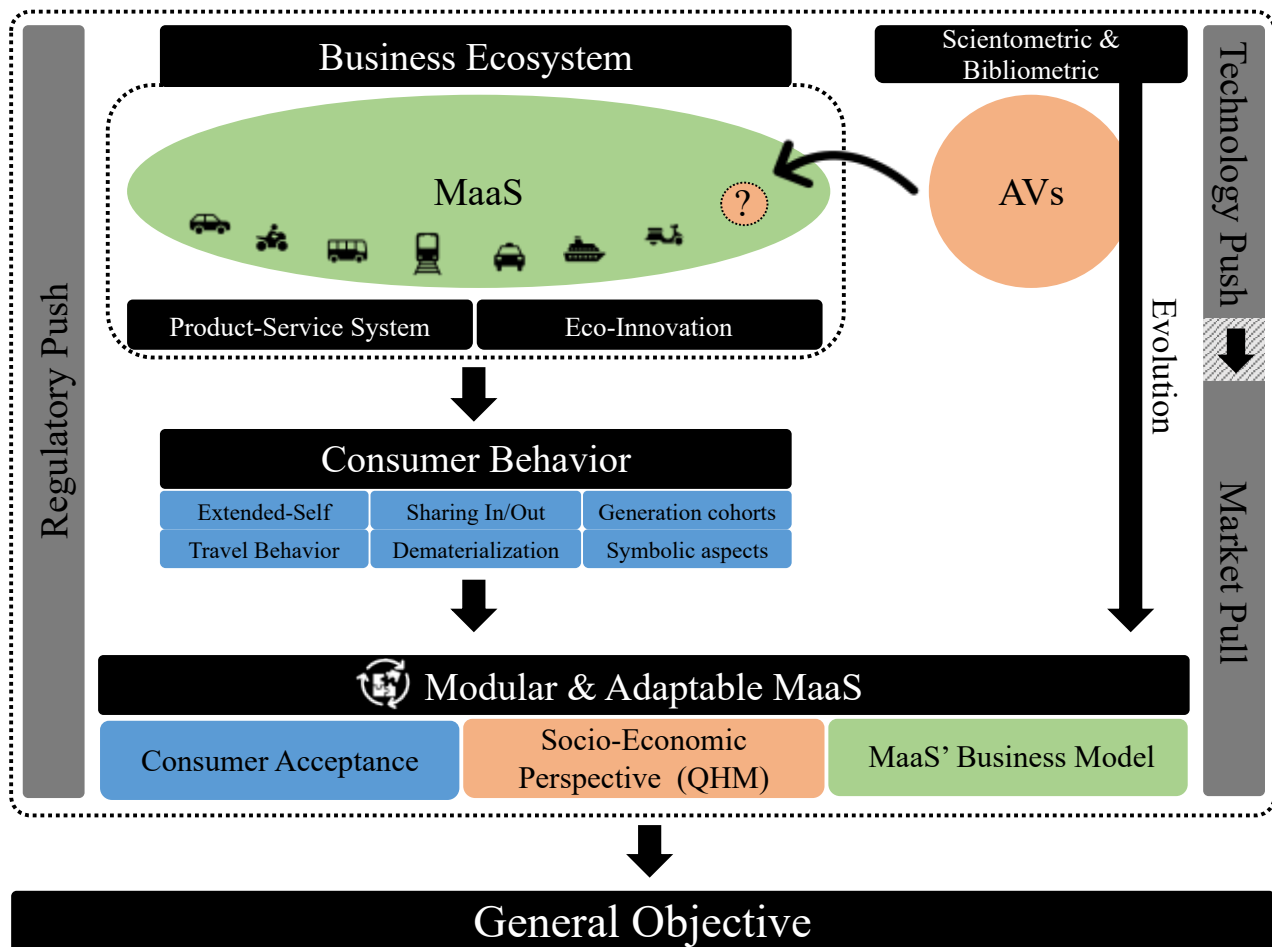 Regulatory Push
Business Ecosystem
Scientometric &
Bibliometric
Technology Push
MaaS
?
AVs
Product-Service System
Eco-Innovation
Evolution
Consumer Behavior
Extended-Self
Sharing In/Out
Generation cohorts
Travel Behavior
Dematerialization
Symbolic aspects
Market Pull
Modular & Adaptable MaaS
Consumer Acceptance
Socio-Economic
Perspective (QHM)
MaaS’ Business Model
General Objective